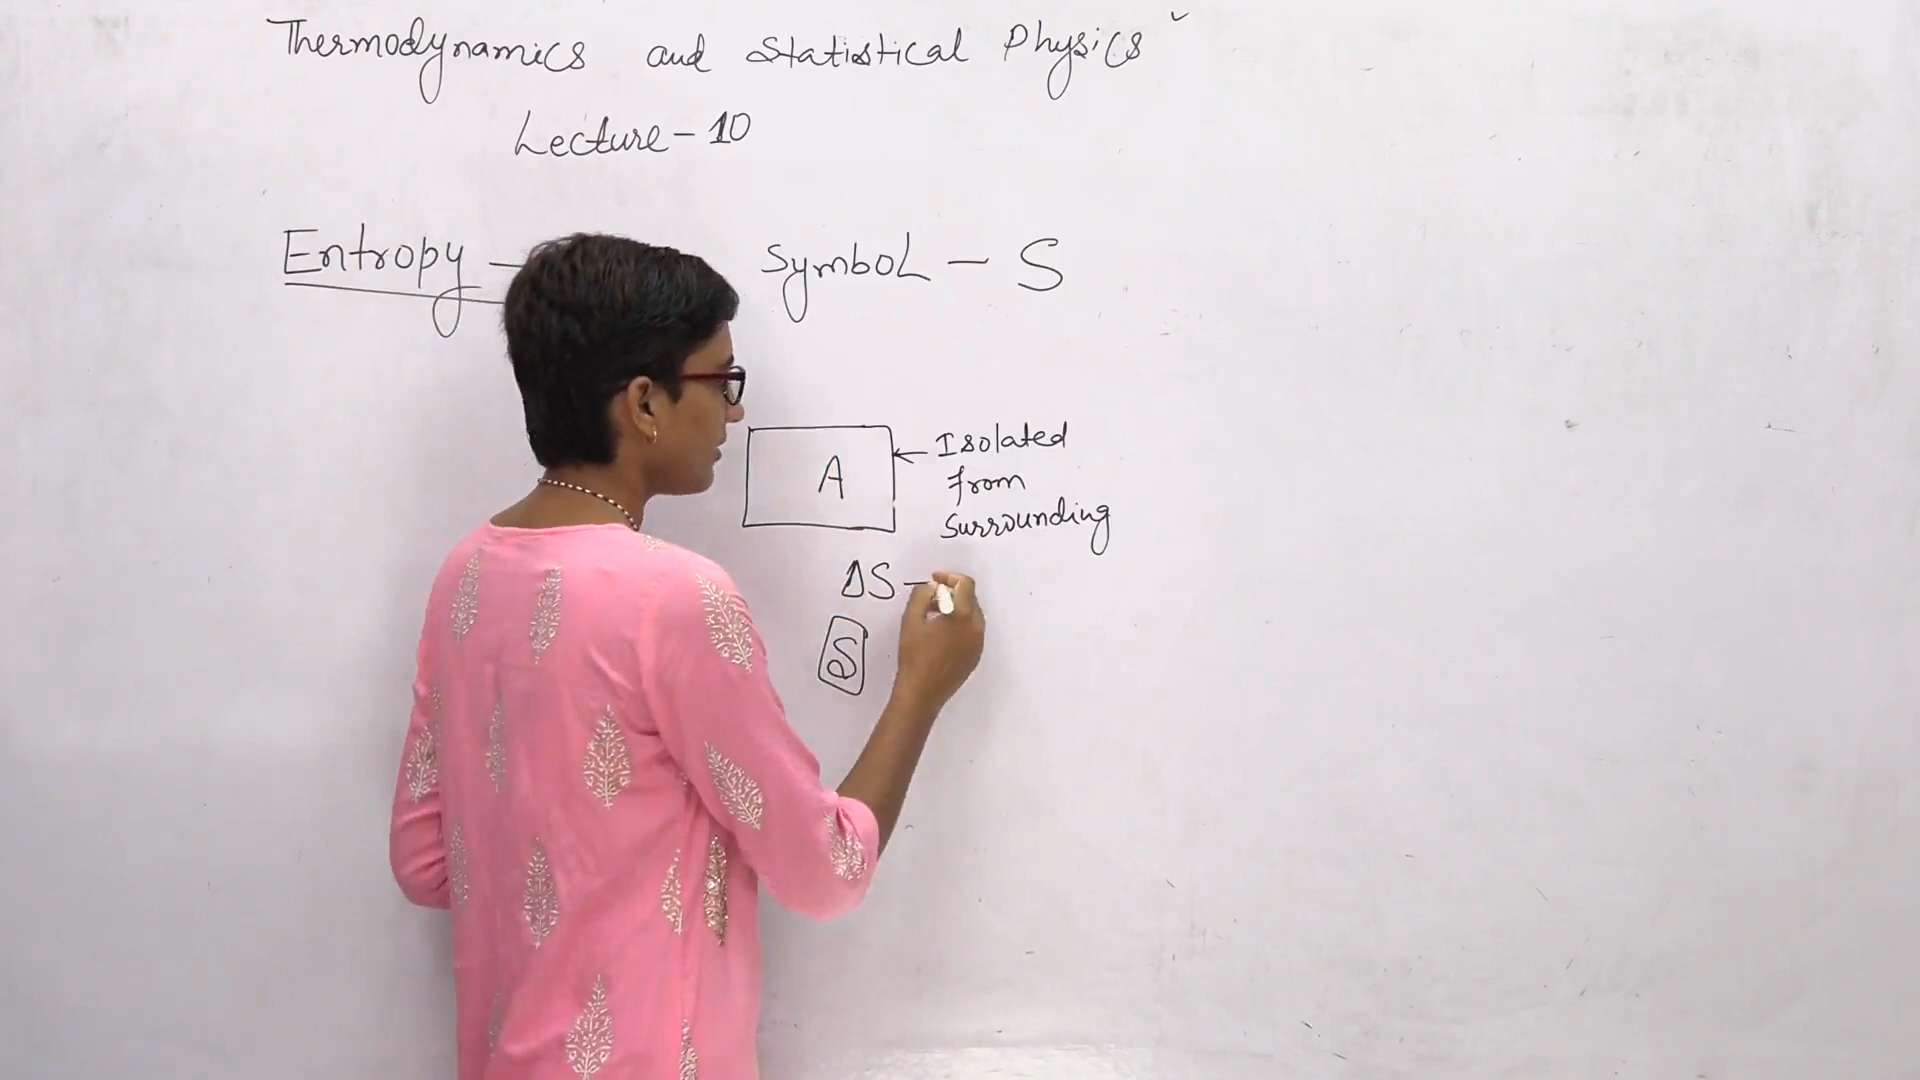 Thermodynamics and Statistical Physics
Lecture - 10
Entropy - Symbol - S
A
← Isolated
from
Surrounding
ΔS -
S